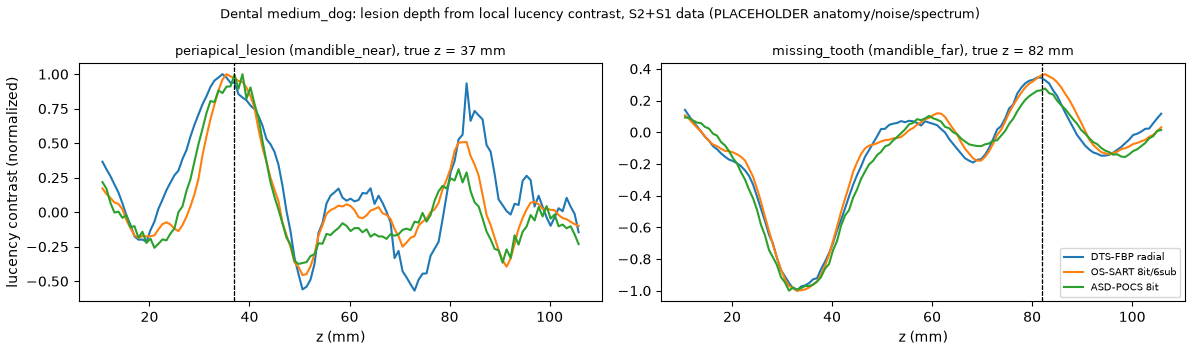 Dental medium_dog: lesion depth from local lucency contrast, S2+S1 data (PLACEHOLDER anatomy/noise/spectrum)
periapical_lesion (mandible_near), true z = 37 mm
lucency contrast (normalized)
1.00
0.75
0.50
0.25
0.00
−0.25
−0.50
20
40
60
80
100
z (mm)
missing_tooth (mandible_far), true z = 82 mm
0.4
0.2
0.0
−0.2
−0.4
−0.6
−0.8
−1.0
DTS-FBP radial
OS-SART 8it/6sub
ASD-POCS 8it
20
40
60
80
100
z (mm)